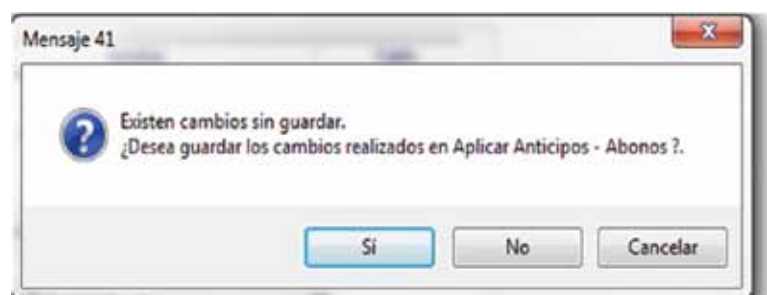 Mensaje 41
Existen cambios sin guardar.
¿Desea guardar los cambios realizados en Aplicar Anticipos - Abonos ?.
Sí
No
Cancelar